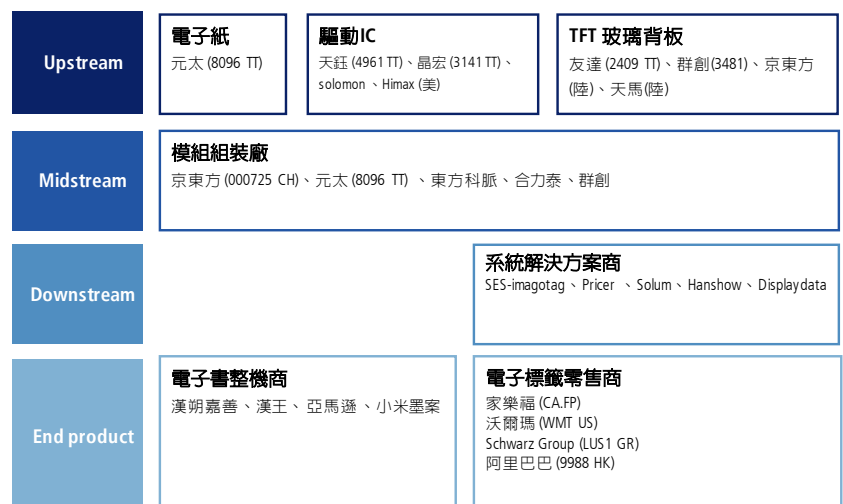 Upstream
電子紙
元太 (8096 TT)
驅動IC
天鈺 (4961 TT)、晶宏 (3141 TT)、
solomon 、Himax (美)
TFT 玻璃背板
友達 (2409 TT)、群創(3481)、京東方
(陸)、天馬(陸)
Midstream
模組組裝廠
京東方 (000725 CH)、元太 (8096 TT) 、東方科脈、合力泰、群創
Downstream
系統解決方案商
SES-imagotag 、Pricer 、Solum、Hanshow、Displaydata
End product
電子書整機商
漢朔嘉善、漢王、亞馬遜、小米墨案
電子標籤零售商
家樂福 (CA.FP)
沃爾瑪 (WMT US)
Schwarz Group (LUS1 GR)
阿里巴巴 (9988 HK)